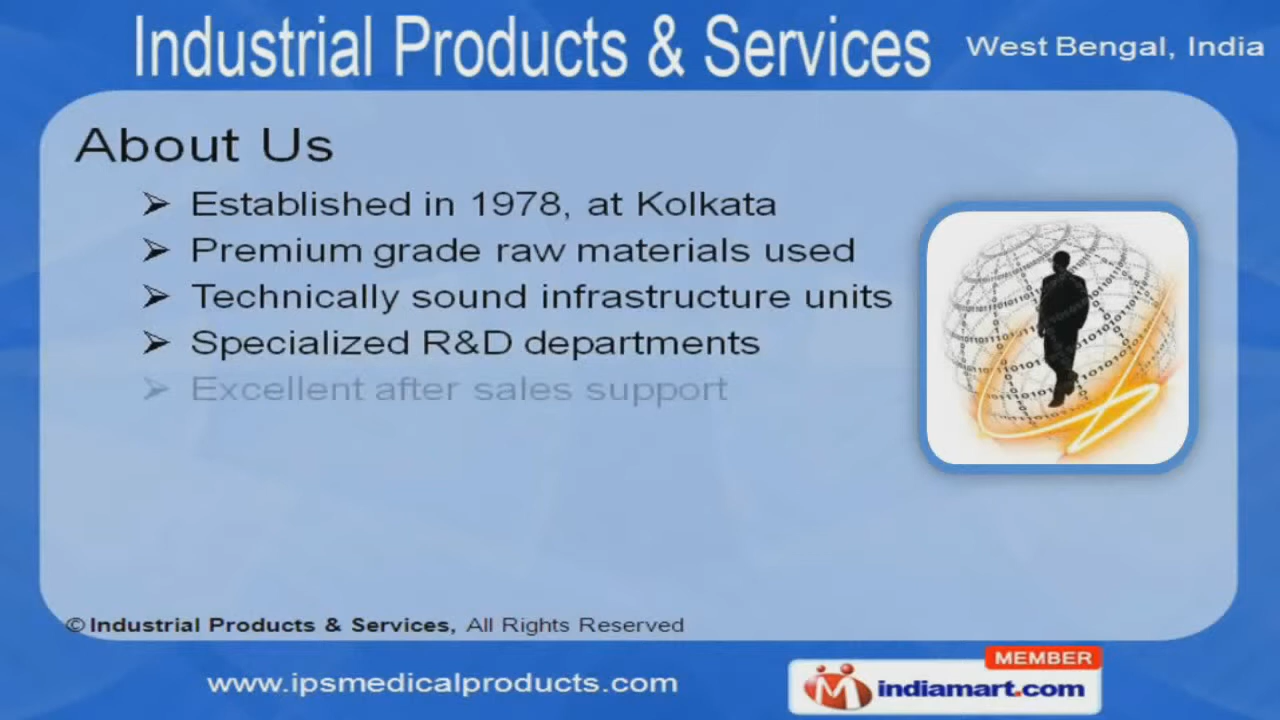 Industrial Products & Services
West Bengal, India
About Us
➢ Established in 1978, at Kolkata
➢ Premium grade raw materials used
➢ Technically sound infrastructure units
➢ Specialized R&D departments
➢ Excellent after sales support
© Industrial Products & Services, All Rights Reserved
MEMBER
www.ipsmedicalproducts.com
indiamart.com